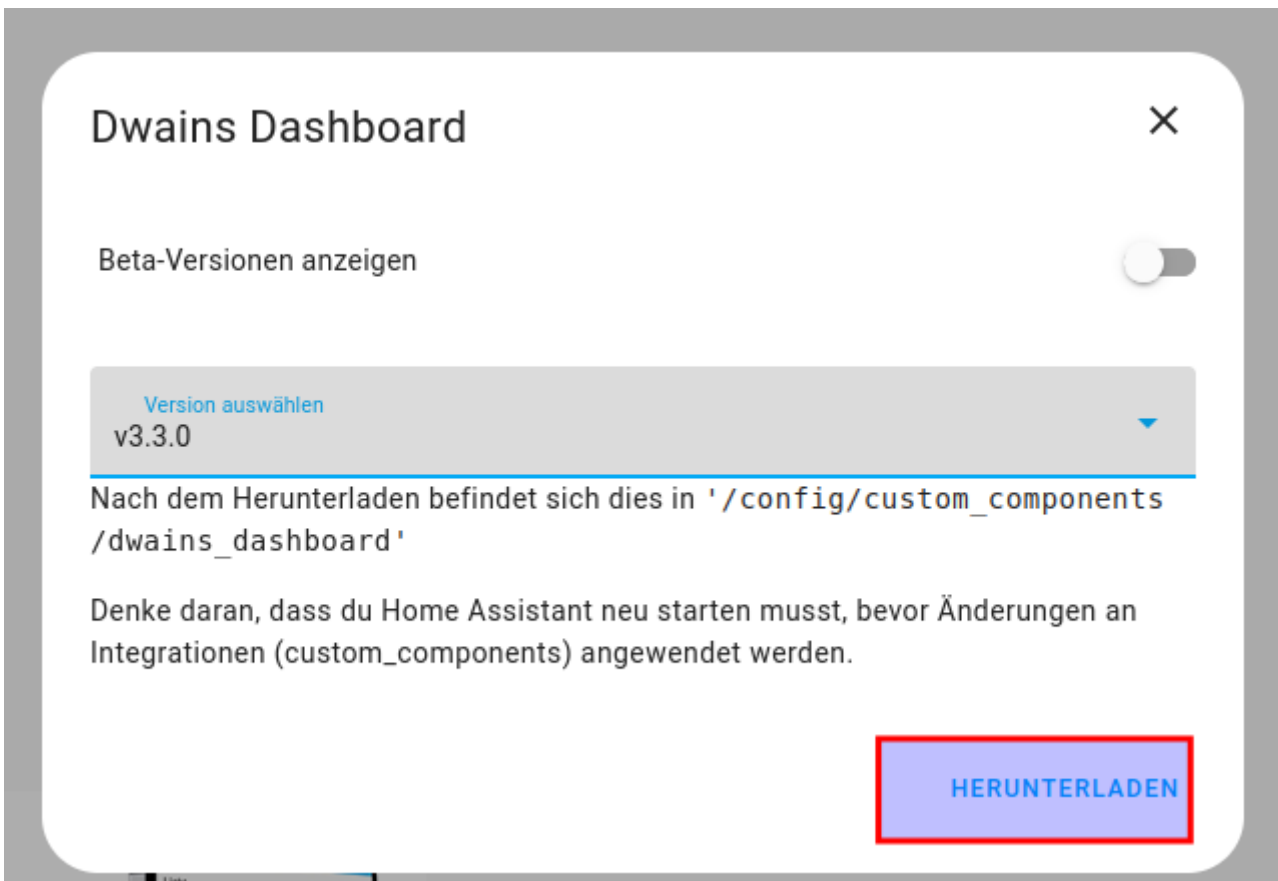 Dwains Dashboard
Beta-Versionen anzeigen
Version auswählen
v3.3.0
Nach dem Herunterladen befindet sich dies in '/config/custom_components
/dwains_dashboard'
Denke daran, dass du Home Assistant neu starten musst, bevor Änderungen an
Integrationen (custom_components) angewendet werden.
HERUNTERLADEN